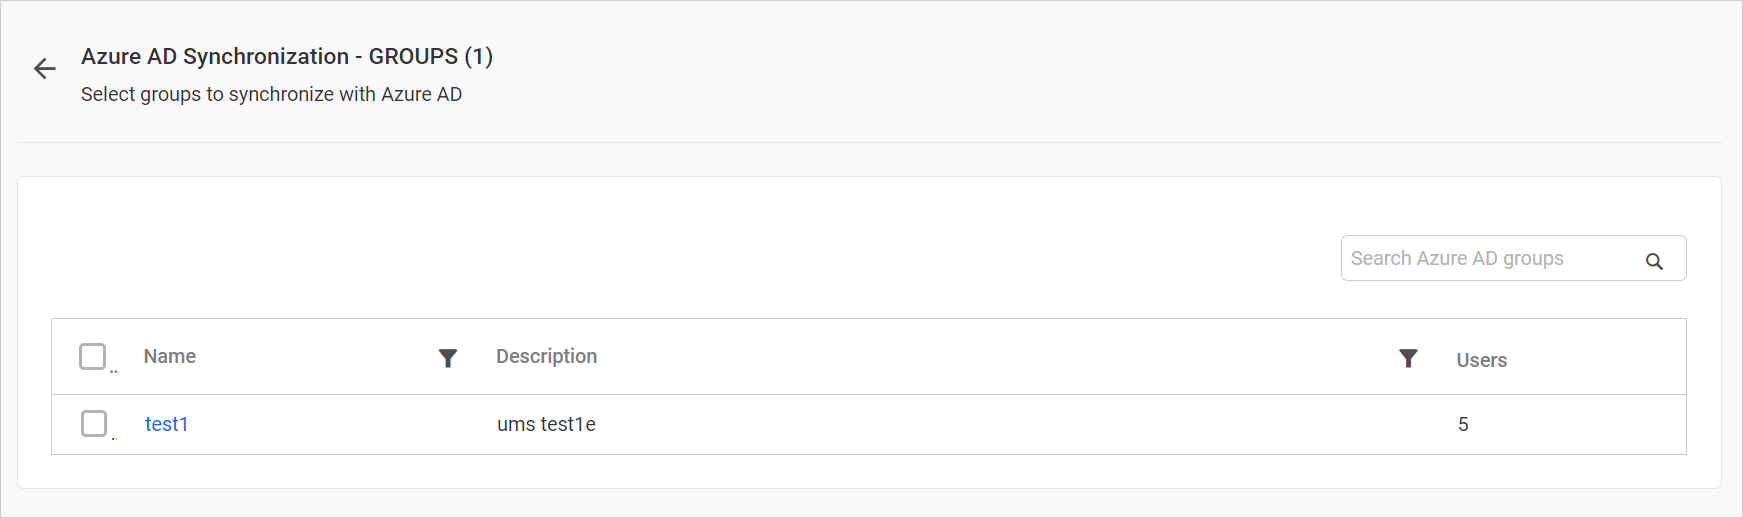 Azure AD Synchronization - GROUPS (1)
Select groups to synchronize with Azure AD
Search Azure AD groups
.. Name Description Users
.. test1 ums test1e 5